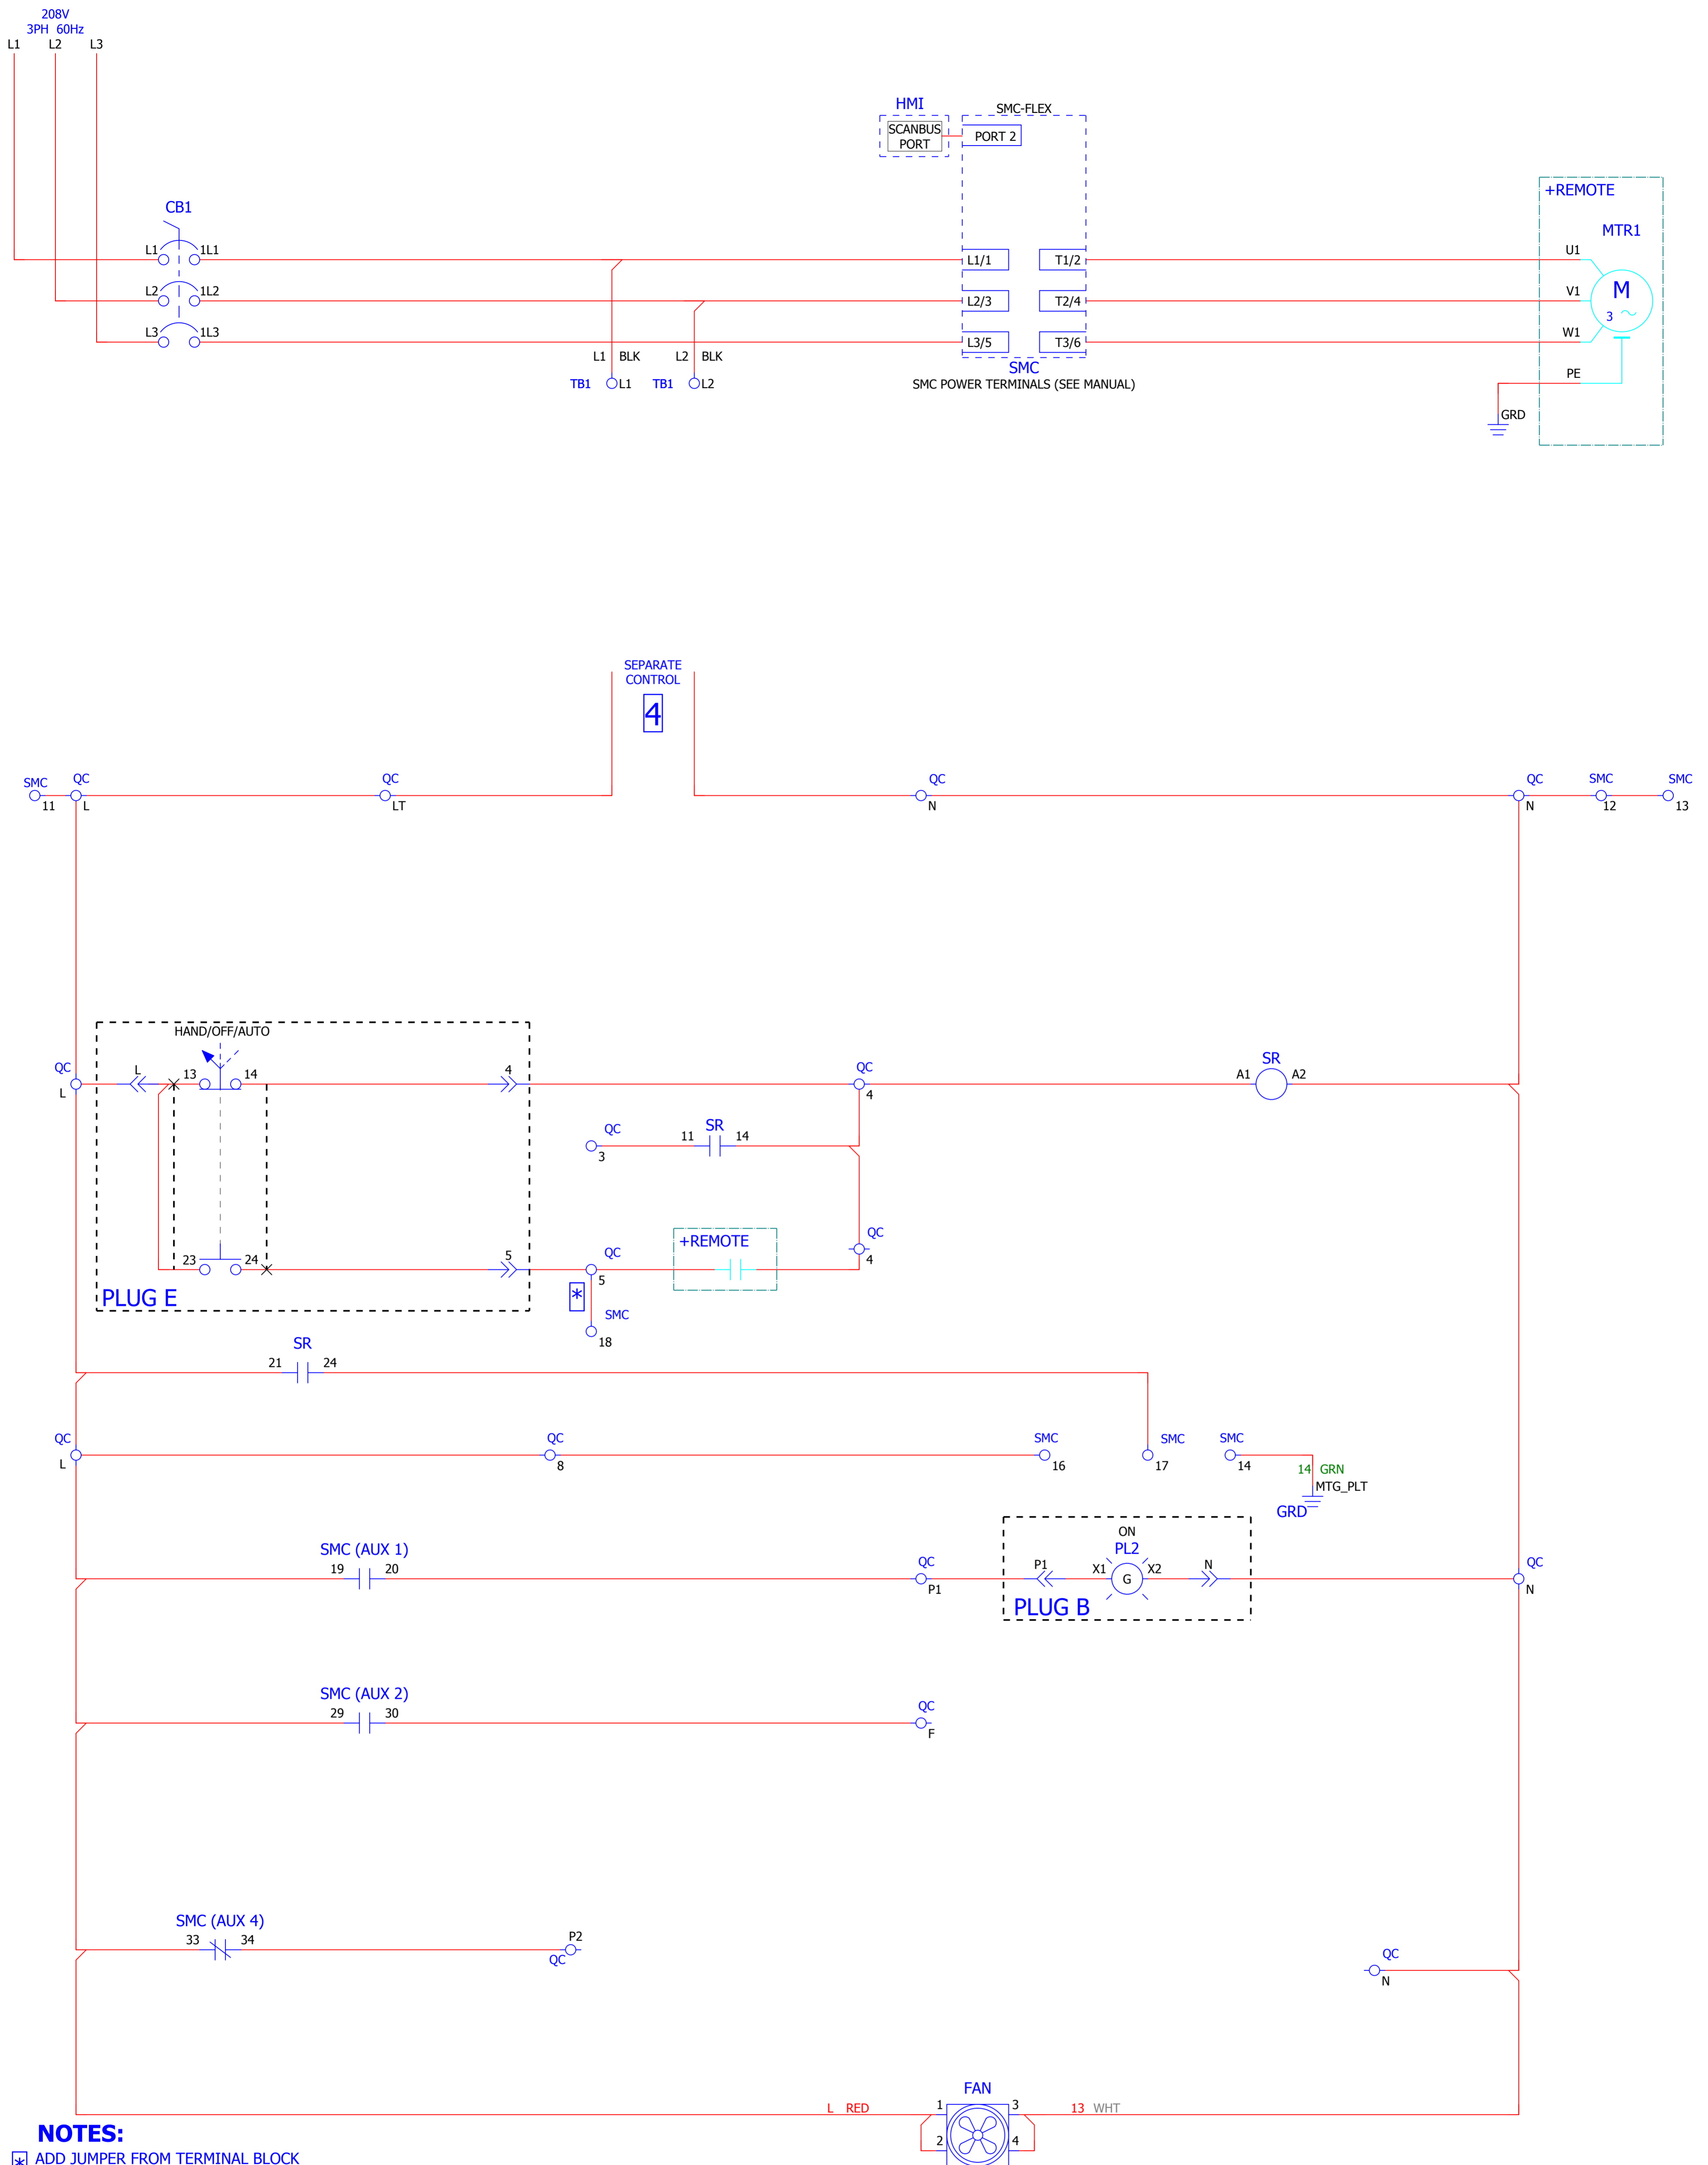 208V
3PH 60Hz
L1 L2 L3
HMI
SCANBUS
PORT
SMC-FLEX
PORT 2
+REMOTE
MTR1
CB1
L1 1L1
L1/1 T1/2
U1
L2 1L2
L2/3 T2/4
V1
M
3
L3 1L3
L3/5 T3/6
W1
L1 BLK L2 BLK
TB1 L1 TB1 L2
SMC
SMC POWER TERMINALS (SEE MANUAL)
PE
GRD
SEPARATE
CONTROL
4
SMC QC QC QC QC SMC SMC
11 L LT N N 12 13
HAND/OFF/AUTO
QC L 13 14 4 QC SR
L 4 A1 A2
QC 11 SR 14
3
+REMOTE
QC
4
23 24 5 QC
5
PLUG E
*
SMC
18
SR
21 24
QC QC SMC SMC SMC
L 8 16 17 14
14 GRN
MTG_PLT
GRD
ON
SMC (AUX 1)
19 20
QC P1 X1 PL2 X2 N QC
P1 G N
PLUG B
SMC (AUX 2)
29 30 QC
F
SMC (AUX 4)
33 34 P2
QC
QC
N
FAN
L RED 1 3 13 WHT
2 4
NOTES:
* ADD JUMPER FROM TERMINAL BLOCK